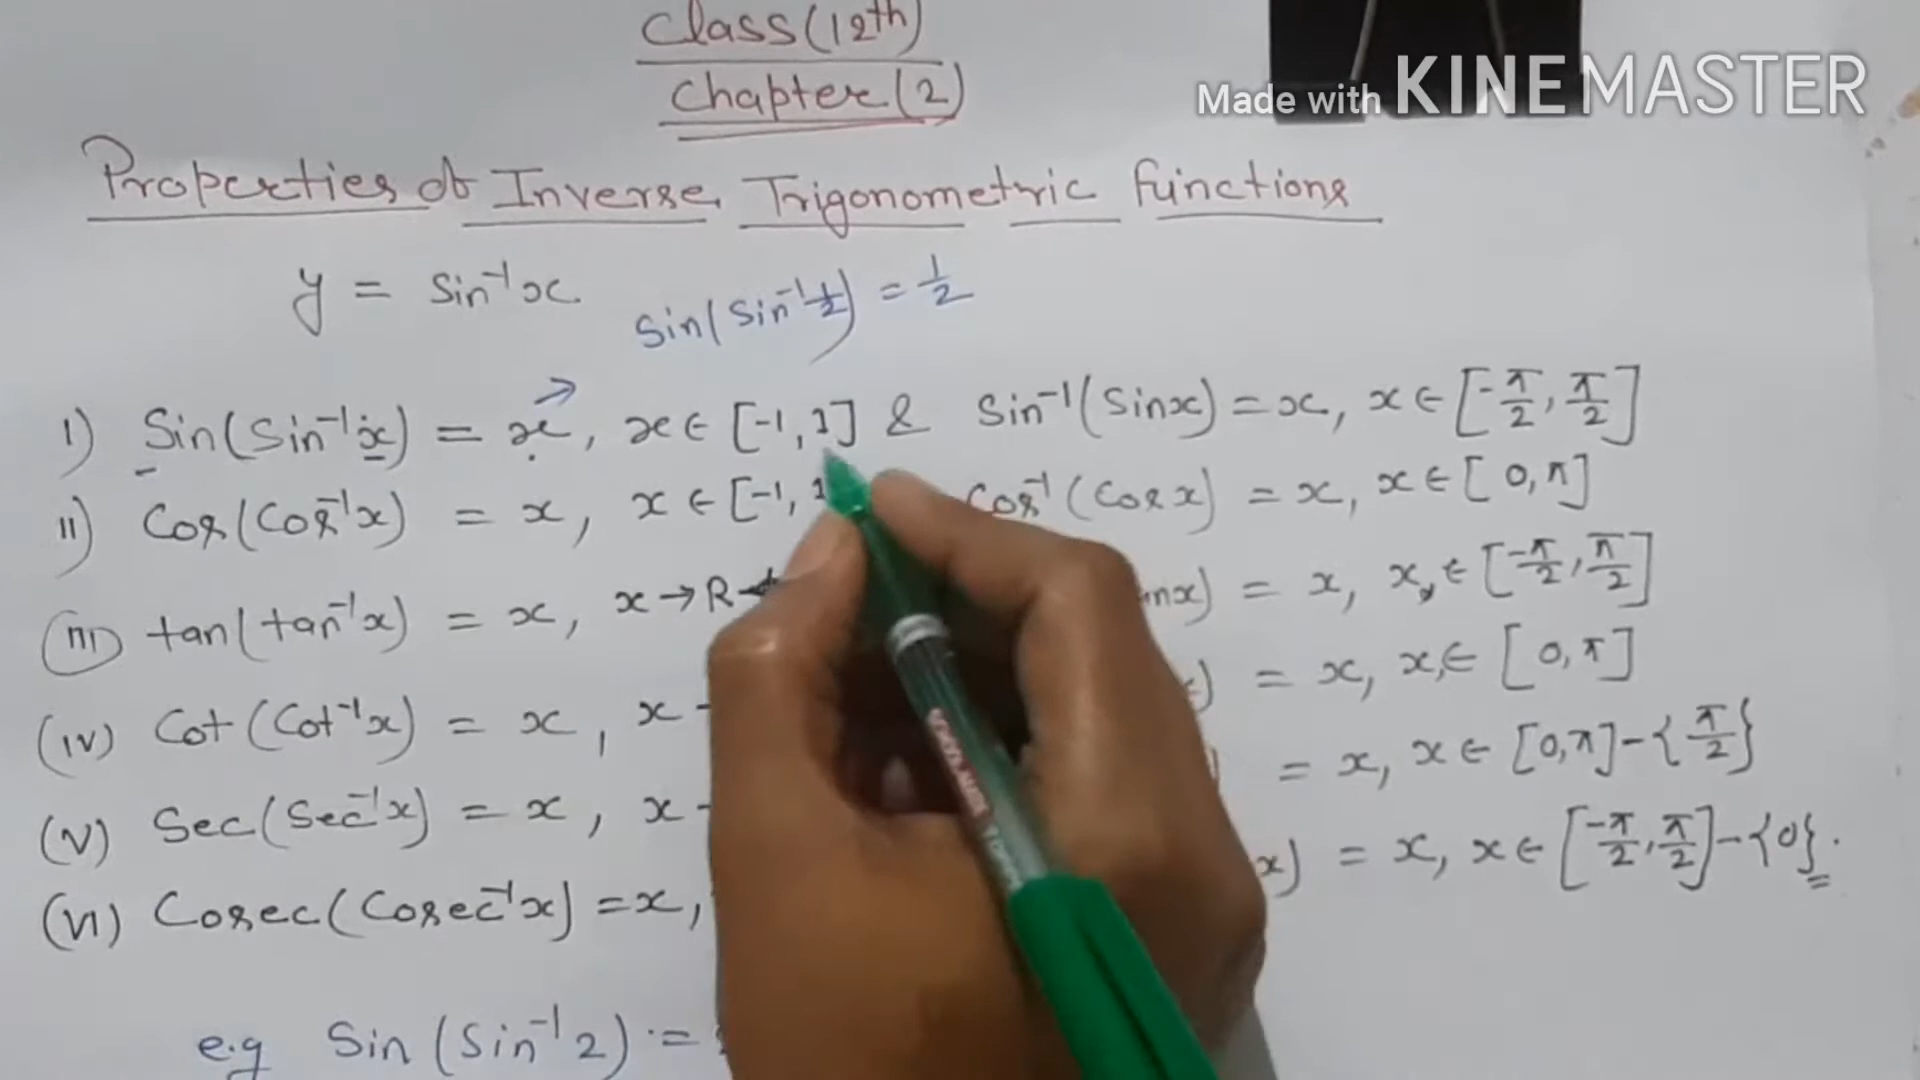 Class (12th)
Chapter (2)
Made with KINEMASTER
Properties of Inverse Trigonometric functions
y = Sin⁻¹x
Sin(Sin⁻¹ 1/2) = 1/2
I) Sin(Sin⁻¹x) = x, x ∈ [-1, 1] & Sin⁻¹(Sinx) = x, x ∈ [-π/2, π/2]
II) Cos(Cos⁻¹x) = x, x ∈ [-1, 1 Cos⁻¹(Cosx) = x, x ∈ [0, π]
III) tan(tan⁻¹x) = x, x → R nx) = x, x, ∈ [-π/2, π/2]
(IV) Cot(Cot⁻¹x) = x, x - ) = x, x, ∈ [0, π]
(V) Sec(Sec⁻¹x) = x, x - ) = x, x ∈ [0, π] - {π/2}
(VI) Cosec(Cosec⁻¹x) = x, x) = x, x ∈ [-π/2, π/2] - {0}.
e.g Sin(Sin⁻¹2) =